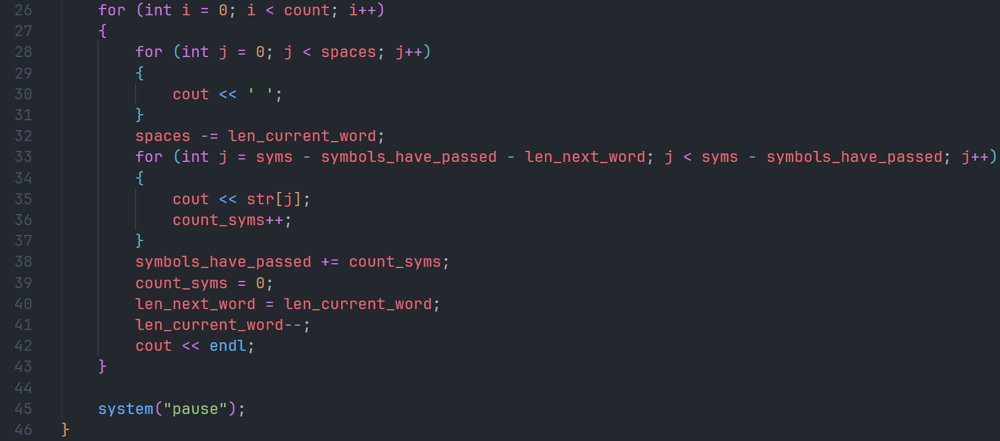 26 for (int i = 0; i < count; i++)
27 {
28 for (int j = 0; j < spaces; j++)
29 {
30 cout << ' ';
31 }
32 spaces -= len_current_word;
33 for (int j = syms - symbols_have_passed - len_next_word; j < syms - symbols_have_passed; j++)
34 {
35 cout << str[j];
36 count_syms++;
37 }
38 symbols_have_passed += count_syms;
39 count_syms = 0;
40 len_next_word = len_current_word;
41 len_current_word--;
42 cout << endl;
43 }
44
45 system("pause");
46 }